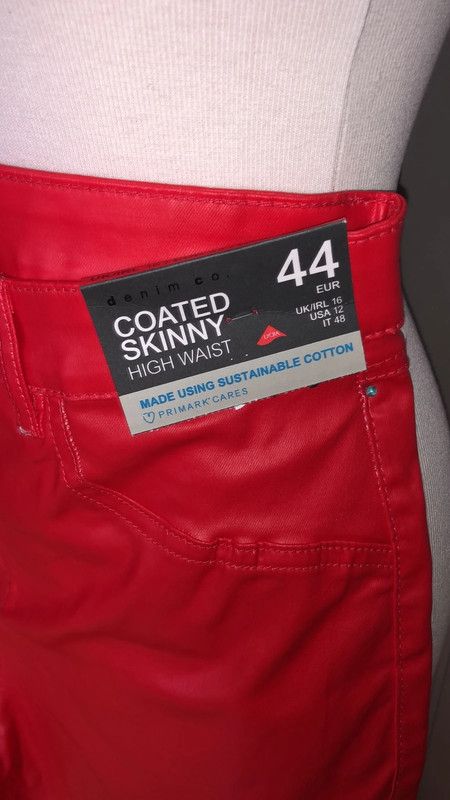 denim co.
COATED
SKINNY
HIGH WAIST
44
EUR
UK/IRL 16
USA 12
IT 48
LYCRA
MADE USING SUSTAINABLE COTTON
PRIMARK CARES